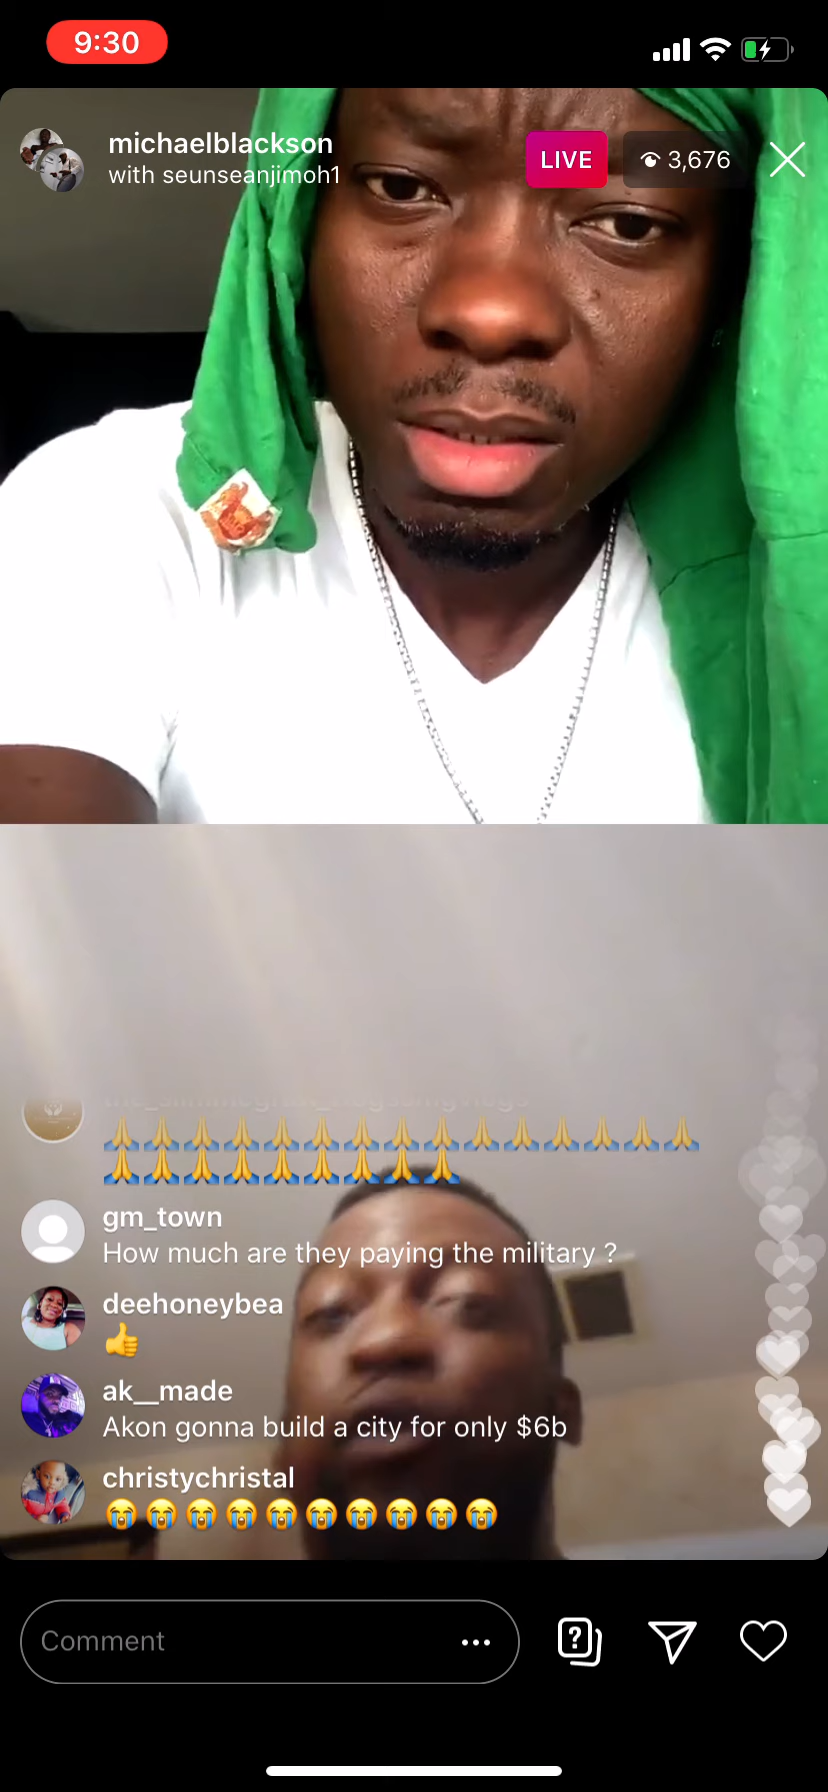 9:30
michaelblackson
with seunseanjimoh1
LIVE
3,676
gm_town
How much are they paying the military ?
deehoneybea
ak__made
Akon gonna build a city for only $6b
christychristal
Comment